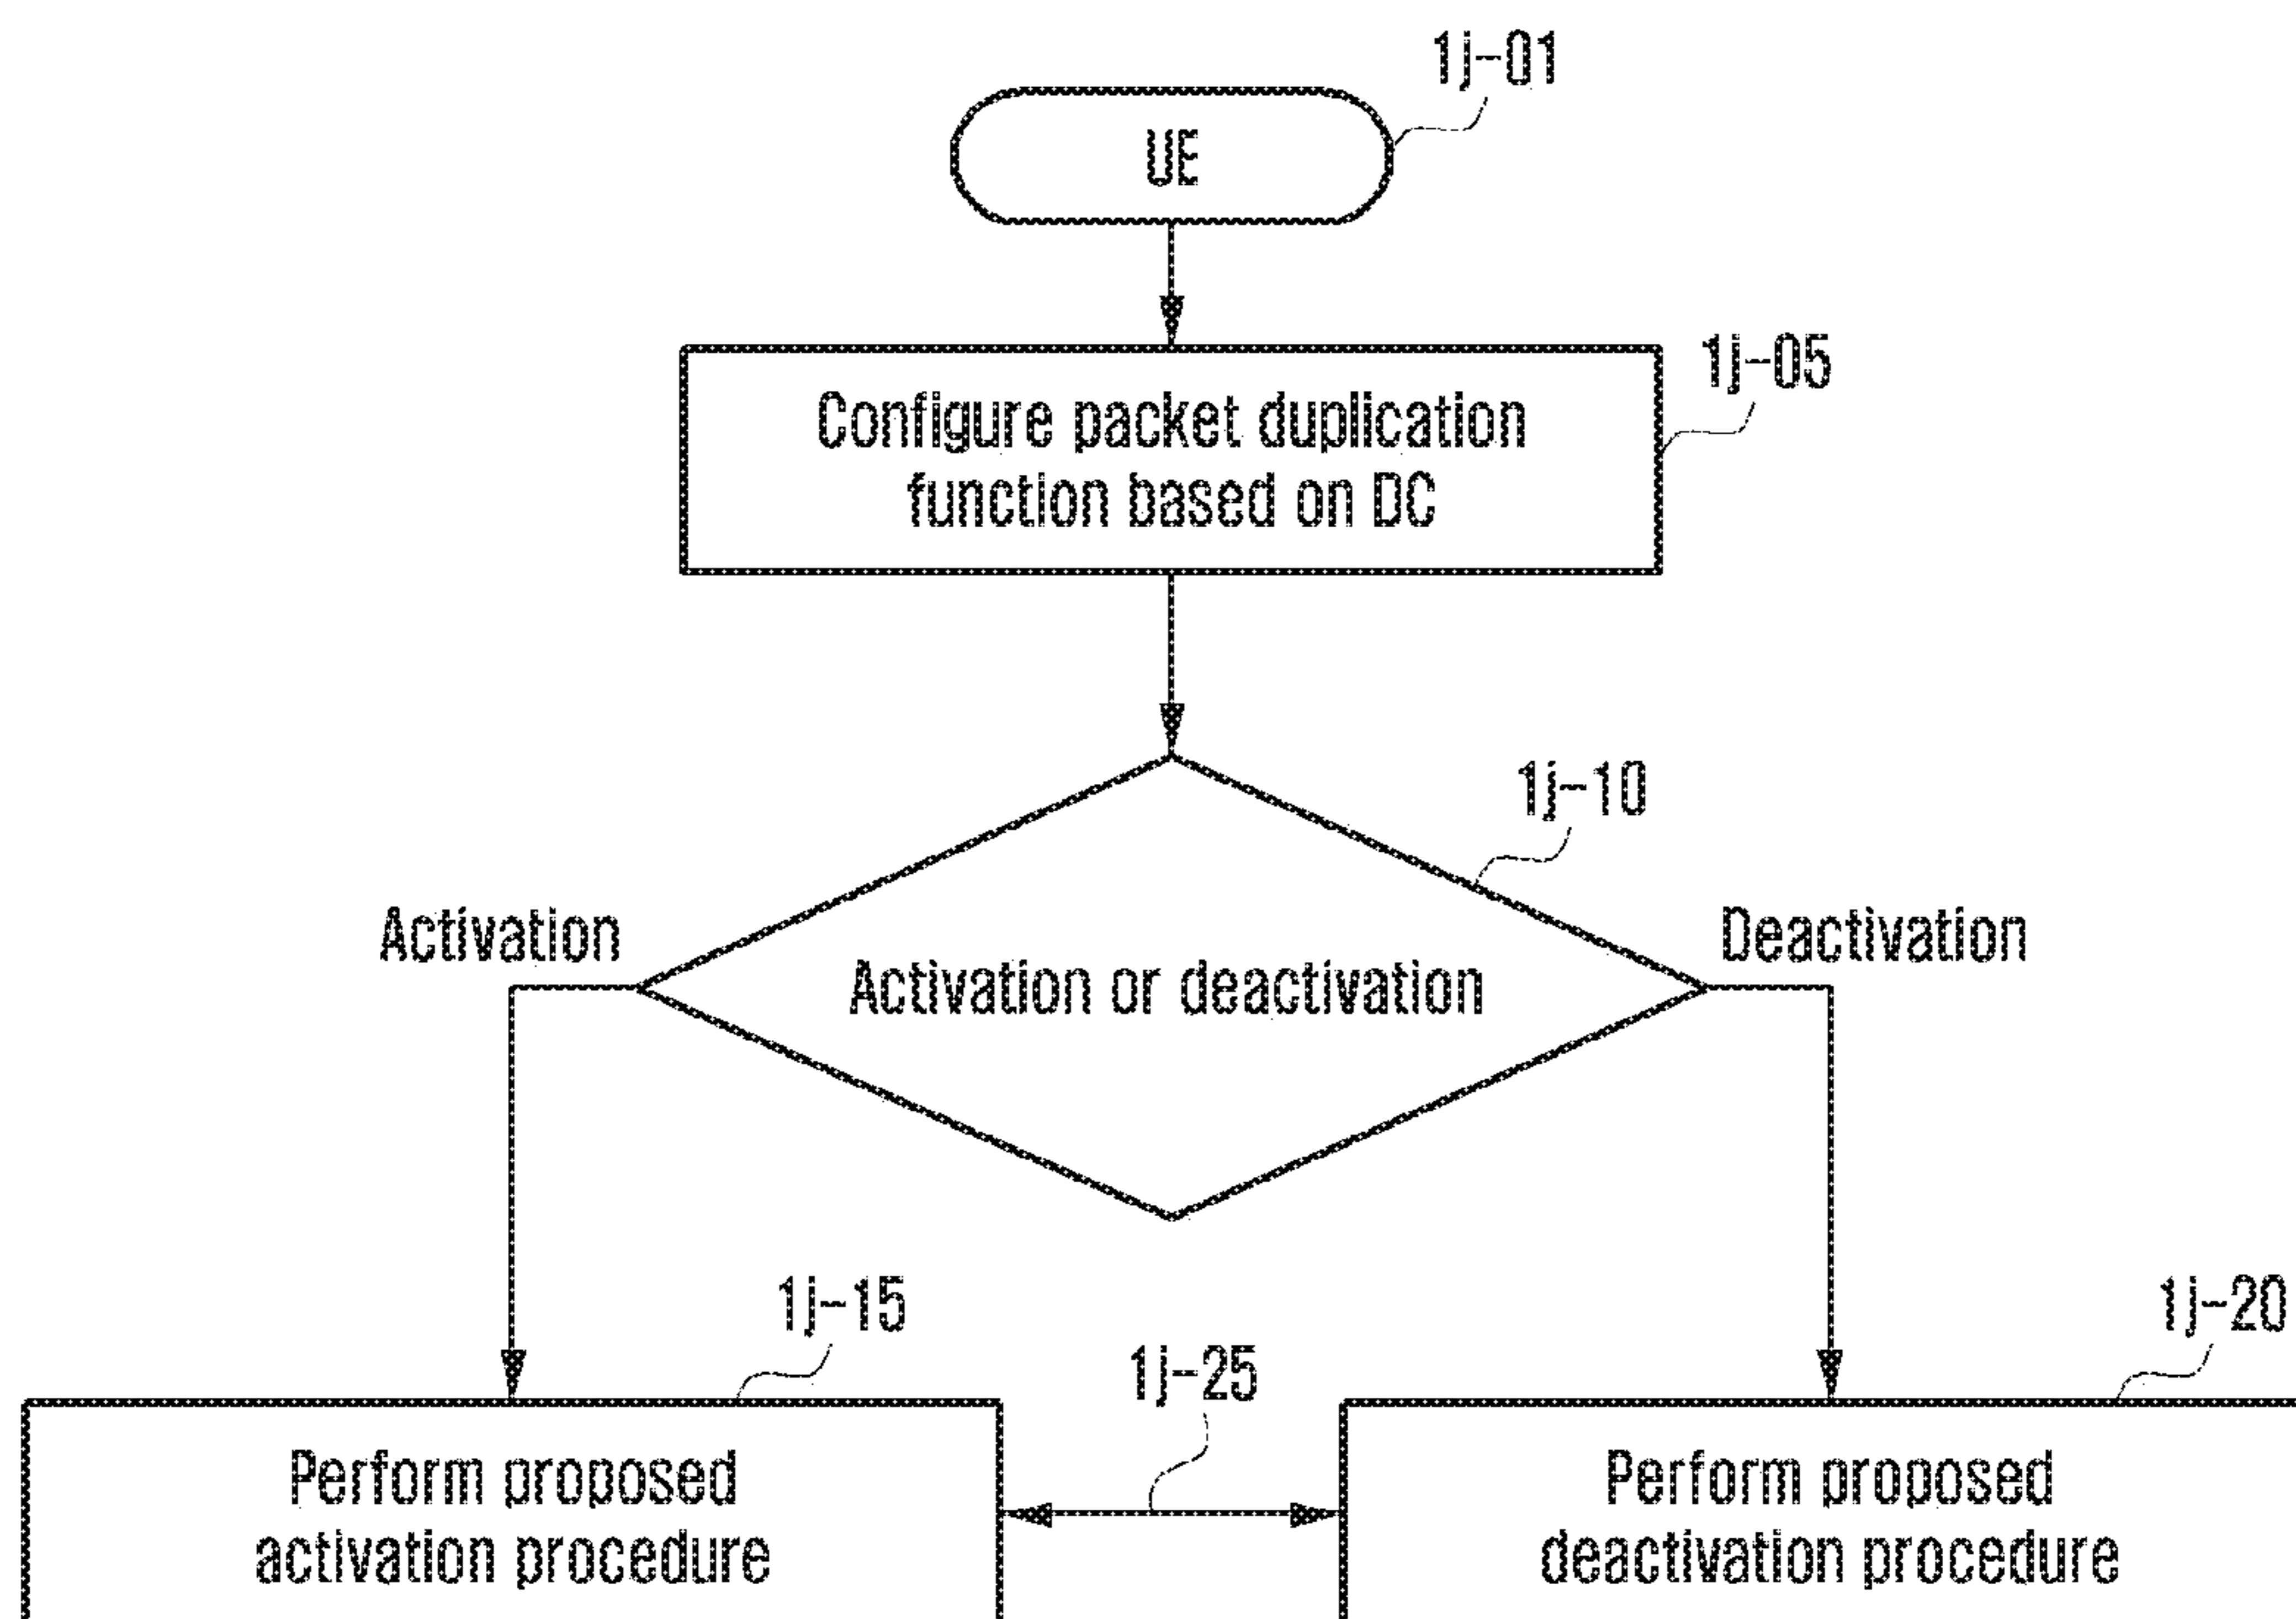 1j-01
UE
1j-05
Configure packet duplication
function based on DC
1j-10
Activation
Deactivation
Activation or deactivation
1j-15
1j-20
1j-25
Perform proposed
activation procedure
Perform proposed
deactivation procedure